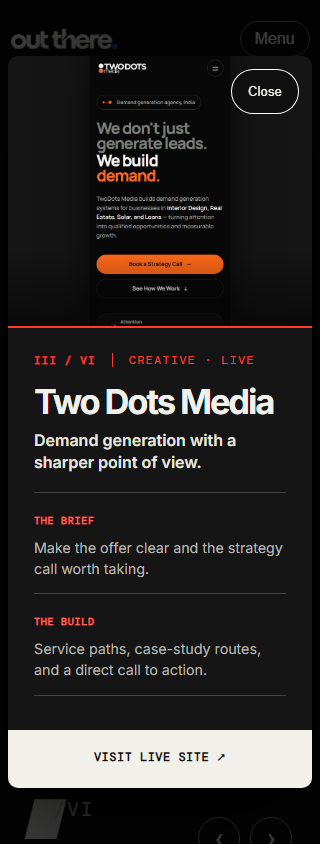 out there.
Menu
TWODOTS
media
Close
Demand generation agency, India
We don't just
generate leads.
We build
demand.
TwoDots Media builds demand generation
systems for businesses in Interior Design, Real
Estates, Solar, and Loans — turning attention
into qualified opportunities and measurable
growth.
Book a Strategy Call →
See How We Work ↓
Attention
III / VI | CREATIVE · LIVE
Two Dots Media
Demand generation with a
sharper point of view.
THE BRIEF
Make the offer clear and the strategy
call worth taking.
THE BUILD
Service paths, case-study routes,
and a direct call to action.
VISIT LIVE SITE ↗
VI